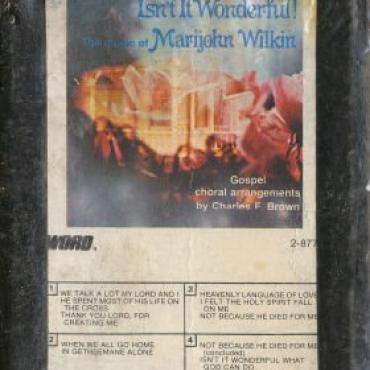 Isn't It Wonderful!
The music of Marijohn Wilkin
Gospel
choral arrangements
by Charles F. Brown
WORD.
2-877
1 WE TALK A LOT MY LORD AND I
HE SPENT MOST OF HIS LIFE ON
THE CROSS
THANK YOU LORD, FOR
CREATING ME
2 WHEN WE ALL GO HOME
IN GETHSEMANE ALONE
3 HEAVENLY LANGUAGE OF LOVE
I FELT THE HOLY SPIRIT FALL
ON ME
NOT BECAUSE HE DIED FOR ME
4 NOT BECAUSE HE DIED FOR ME
(concluded)
ISN'T IT WONDERFUL WHAT
GOD CAN DO